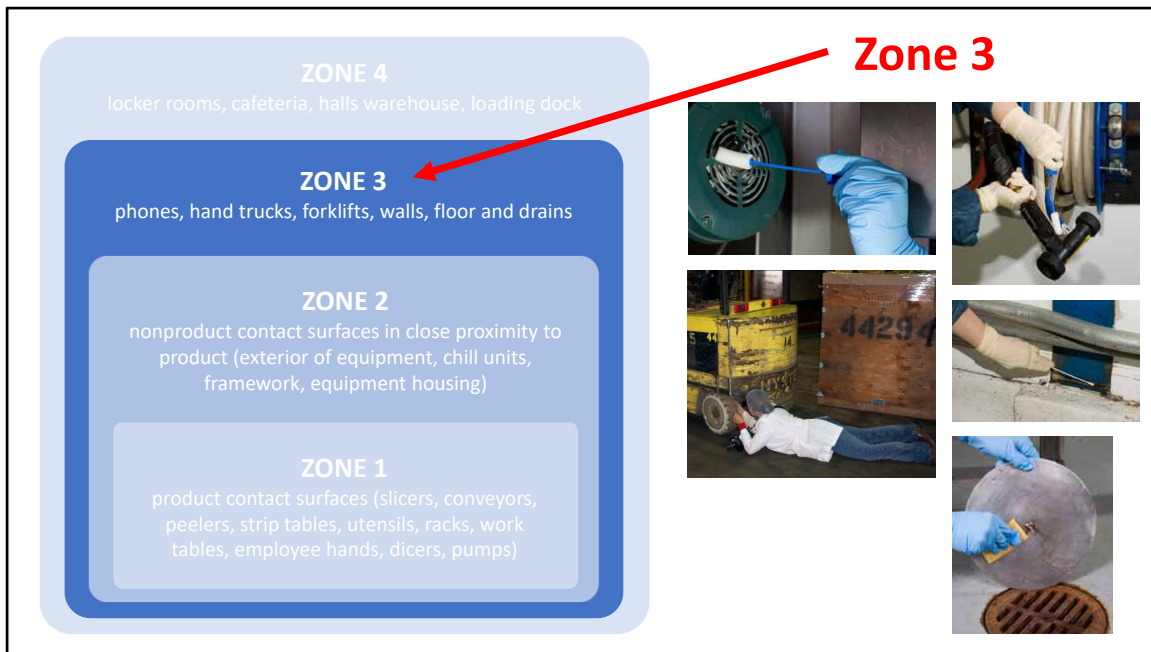 Zone 3
ZONE 4
locker rooms, cafeteria, halls warehouse, loading dock
ZONE 3
phones, hand trucks, forklifts, walls, floor and drains
ZONE 2
nonproduct contact surfaces in close proximity to
product (exterior of equipment, chill units,
framework, equipment housing)
ZONE 1
product contact surfaces (slicers, conveyors,
peelers, strip tables, utensils, racks, work
tables, employee hands, dicers, pumps)
44294
14